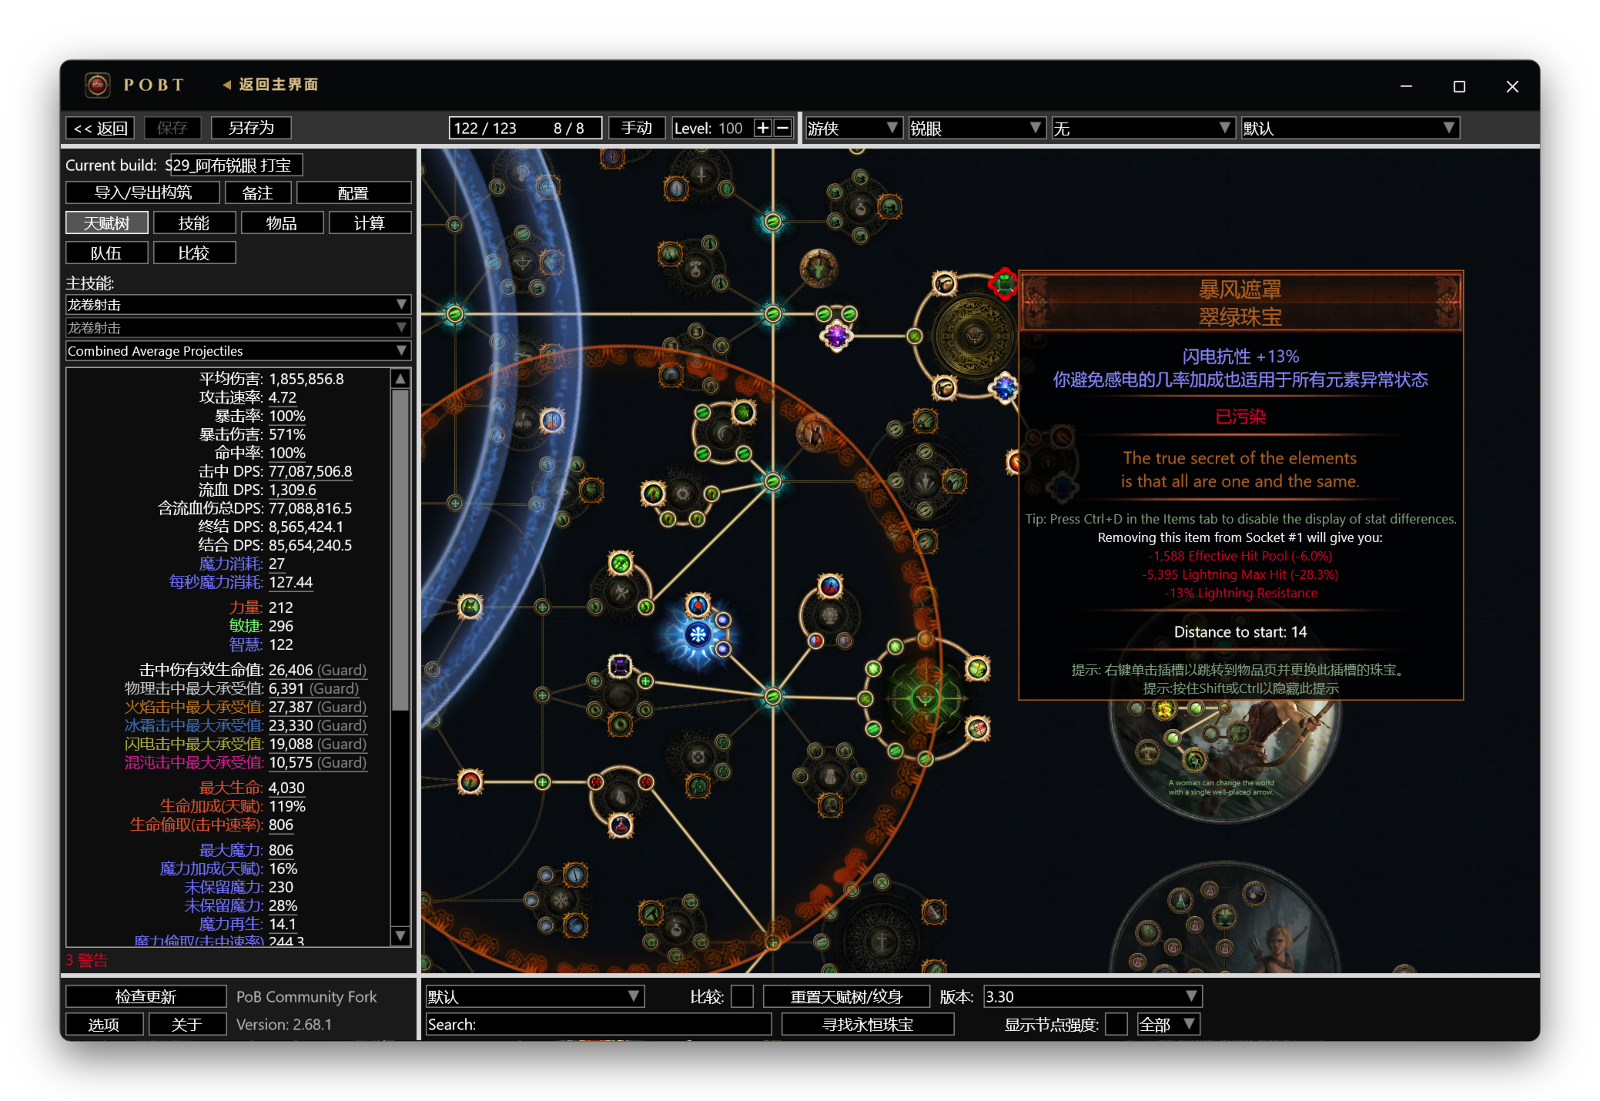 POBT
返回主界面
<< 返回
保存
另存为
122 / 123
8 / 8
手动
Level: 100
游侠
锐眼
无
默认
Current build:
S29_阿布锐眼 打宝
导入/导出构筑
备注
配置
天赋树
技能
物品
计算
队伍
比较
主技能:
龙卷射击
龙卷射击
Combined Average Projectiles
平均伤害: 1,855,856.8
攻击速率: 4.72
暴击率: 100%
暴击伤害: 571%
命中率: 100%
击中 DPS: 77,087,506.8
流血 DPS: 1,309.6
含流血伤总DPS: 77,088,816.5
终结 DPS: 8,565,424.1
结合 DPS: 85,654,240.5
魔力消耗: 27
每秒魔力消耗: 127.44
力量: 212
敏捷: 296
智慧: 122
击中伤有效生命值: 26,406 (Guard)
物理击中最大承受值: 6,391 (Guard)
火焰击中最大承受值: 27,387 (Guard)
冰霜击中最大承受值: 23,330 (Guard)
闪电击中最大承受值: 19,088 (Guard)
混沌击中最大承受值: 10,575 (Guard)
最大生命: 4,030
生命加成(天赋): 119%
生命偷取(击中速率): 806
最大魔力: 806
魔力加成(天赋): 16%
未保留魔力: 230
未保留魔力: 28%
魔力再生: 14.1
魔力偷取(击中速率) 244.3
3 警告
暴风遮罩
翠绿珠宝
闪电抗性 +13%
你避免感电的几率加成也适用于所有元素异常状态
已污染
The true secret of the elements
is that all are one and the same.
Tip: Press Ctrl+D in the Items tab to disable the display of stat differences.
Removing this item from Socket #1 will give you:
-1,588 Effective Hit Pool (-6.0%)
-5,395 Lightning Max Hit (-28.3%)
-13% Lightning Resistance
Distance to start: 14
提示: 右键单击插槽以跳转到物品页并更换此插槽的珠宝。
提示:按住Shift或Ctrl以隐藏此提示
A woman can change the world
with a single well-placed arrow.
检查更新
PoB Community Fork
选项
关于
Version: 2.68.1
默认
比较:
重置天赋树/纹身
版本:
3.30
Search:
寻找永恒珠宝
显示节点强度:
全部